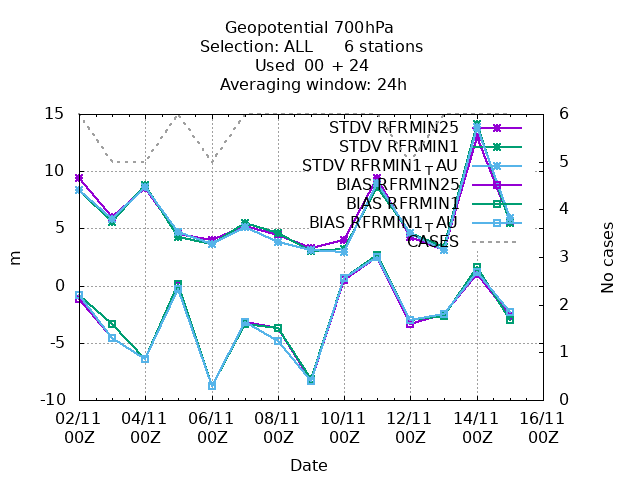 Geopotential 700hPa
Selection: ALL 6 stations
Used 00 + 24
Averaging window: 24h
15
10
5
0
-5
-10
m
6
5
4
3
2
1
0
No cases
STDV RFRMIN25
STDV RFRMIN1
STDV RFRMIN1TAU
BIAS RFRMIN25
BIAS RFRMIN1
BIAS RFRMIN1TAU
CASES
02/11 04/11 06/11 08/11 10/11 12/11 14/11 16/11
00Z 00Z 00Z 00Z 00Z 00Z 00Z 00Z
Date